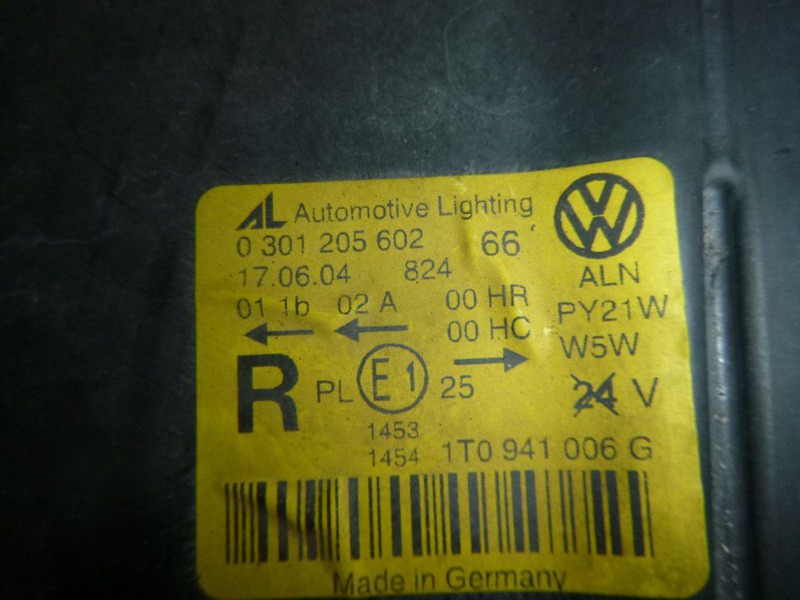 AL Automotive Lighting
0 301 205 602 66
17.06.04 824 ALN
01 1b 02 A 00 HR PY21W
00 HC W5W
R PL E1 25 24 V
1453
1454 1T0 941 006 G
Made in Germany